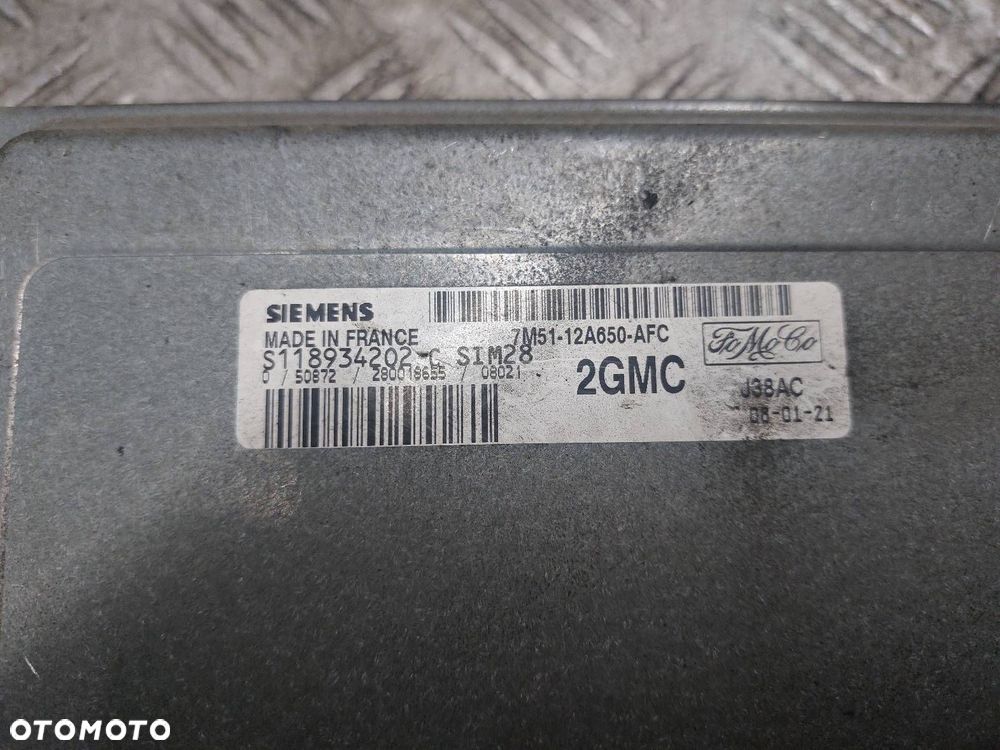 SIEMENS
MADE IN FRANCE
7M51-12A650-AFC
FoMoCo
S118934202 C SIM28
0 / 50872 / 280018655 / 08021
2GMC
J38AC
08-01-21
OTOMOTO